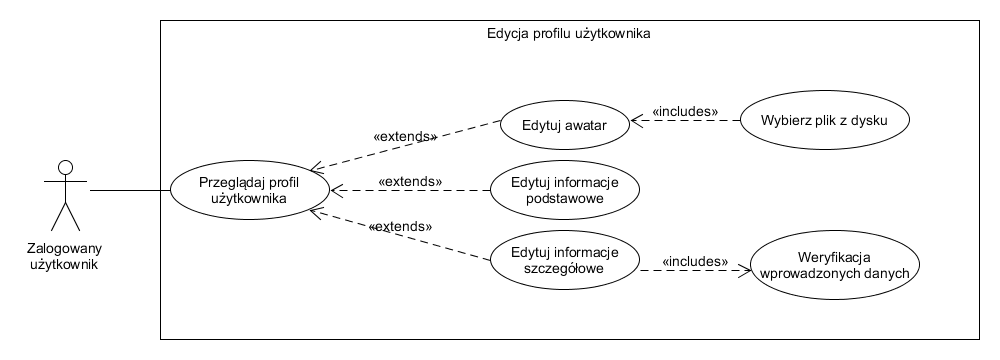 Edycja profilu użytkownika
«extends»
Edytuj awatar
«includes»
Wybierz plik z dysku
Zalogowany
użytkownik
Przeglądaj profil
użytkownika
«extends»
Edytuj informacje
podstawowe
«extends»
Edytuj informacje
szczegółowe
«includes»
Weryfikacja
wprowadzonych danych